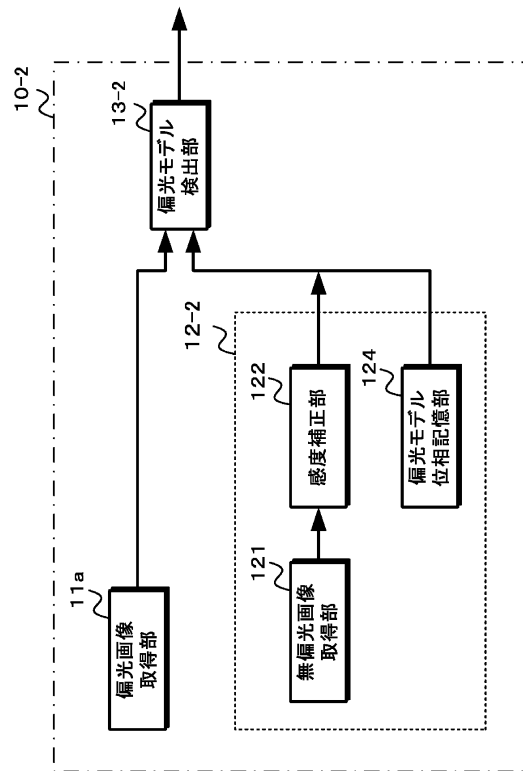 10-2
11a
偏光画像
取得部
13-2
偏光モデル
検出部
12-2
121
無偏光画像
取得部
122
感度補正部
124
偏光モデル
位相記憶部